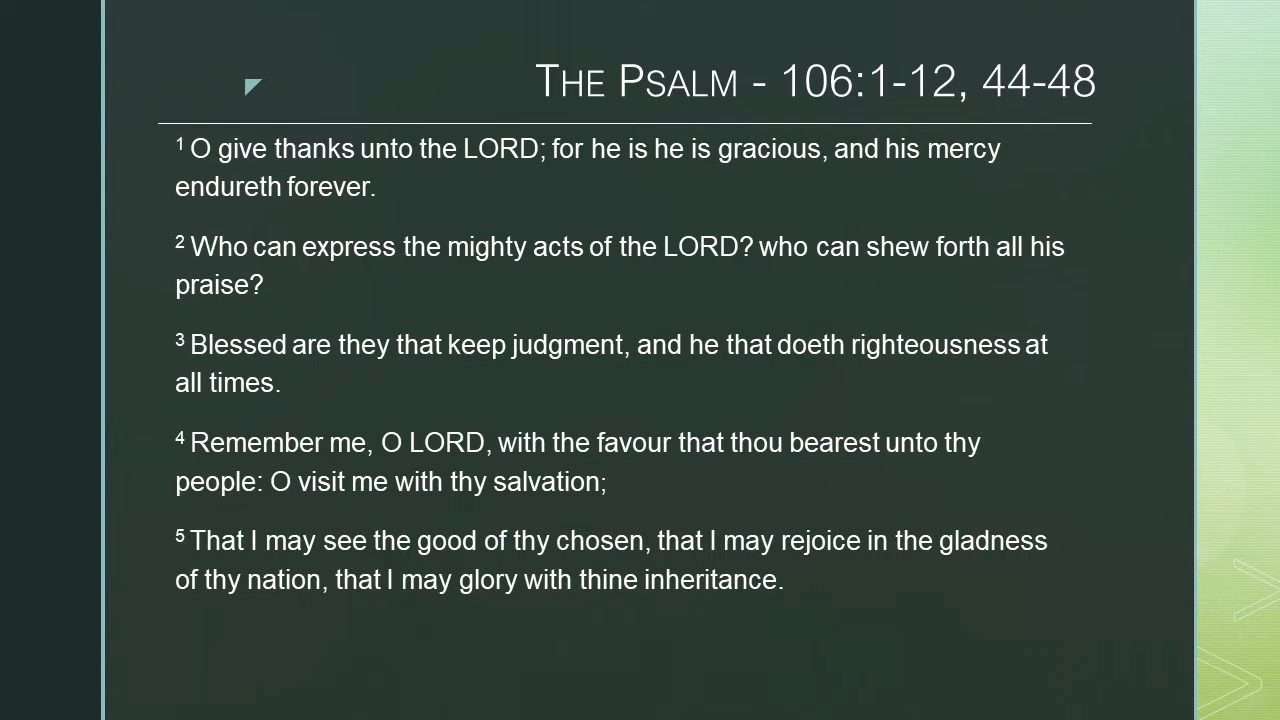 THE PSALM - 106:1-12, 44-48
1 O give thanks unto the LORD; for he is he is gracious, and his mercy
endureth forever.
2 Who can express the mighty acts of the LORD? who can shew forth all his
praise?
3 Blessed are they that keep judgment, and he that doeth righteousness at
all times.
4 Remember me, O LORD, with the favour that thou bearest unto thy
people: O visit me with thy salvation;
5 That I may see the good of thy chosen, that I may rejoice in the gladness
of thy nation, that I may glory with thine inheritance.